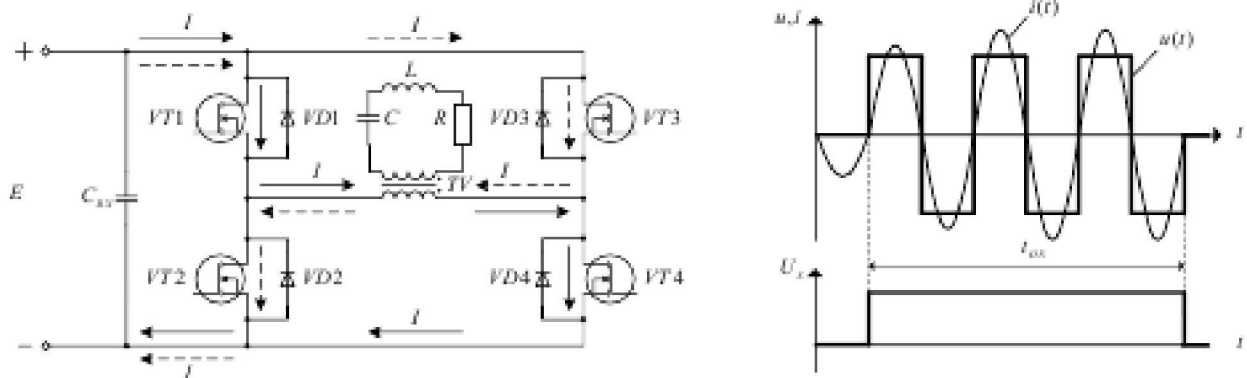 I
I
+
L
VT1
VD1
C
R
VD3
VT3
I
TV
I
E
VT2
VD2
VD4
VT4
I
I
−
I
u,i
i(t)
u(t)
t
U
t